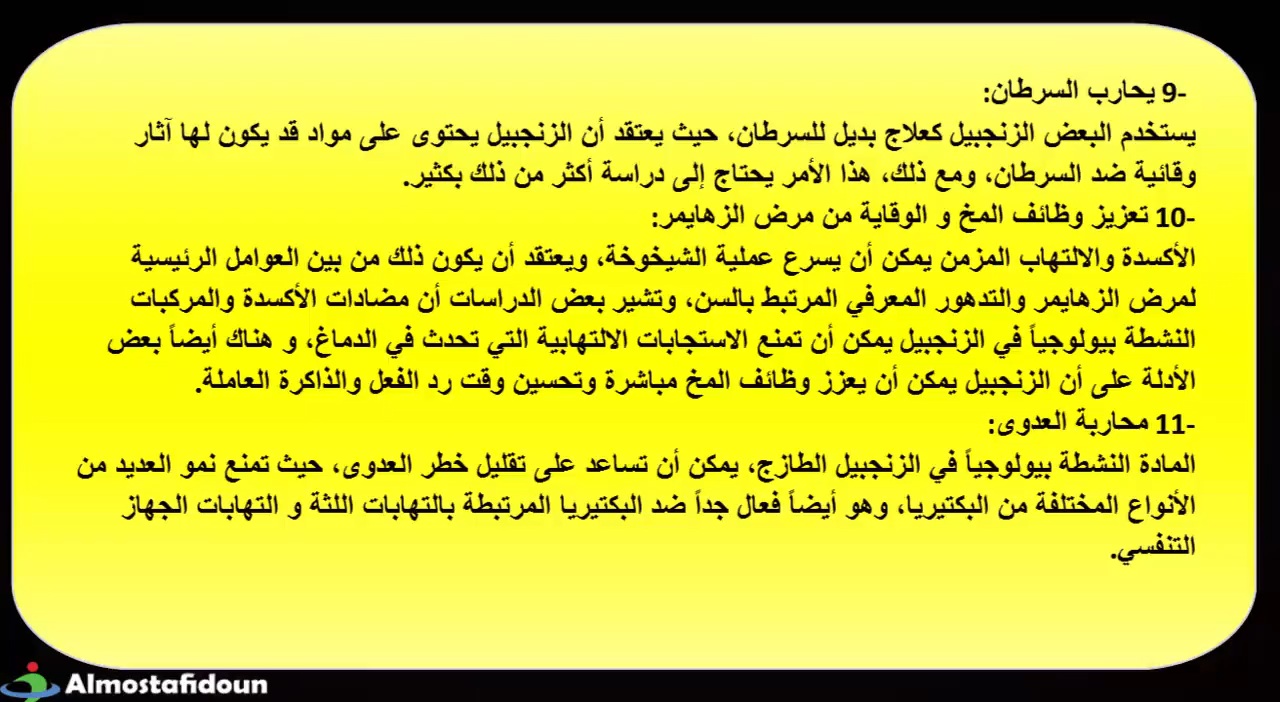 9- يحارب السرطان:
يستخدم البعض الزنجبيل كعلاج بديل للسرطان، حيث يعتقد أن الزنجبيل يحتوى على مواد قد يكون لها آثار
وقائية ضد السرطان، ومع ذلك، هذا الأمر يحتاج إلى دراسة أكثر من ذلك بكثير.
10- تعزيز وظائف المخ و الوقاية من مرض الزهايمر:
الأكسدة والالتهاب المزمن يمكن أن يسرع عملية الشيخوخة، ويعتقد أن يكون ذلك من بين العوامل الرئيسية
لمرض الزهايمر والتدهور المعرفي المرتبط بالسن، وتشير بعض الدراسات أن مضادات الأكسدة والمركبات
النشطة بيولوجياً في الزنجبيل يمكن أن تمنع الاستجابات الالتهابية التي تحدث في الدماغ، و هناك أيضاً بعض
الأدلة على أن الزنجبيل يمكن أن يعزز وظائف المخ مباشرة وتحسين وقت رد الفعل والذاكرة العاملة.
11- محاربة العدوى:
المادة النشطة بيولوجياً في الزنجبيل الطازج، يمكن أن تساعد على تقليل خطر العدوى، حيث تمنع نمو العديد من
الأنواع المختلفة من البكتيريا، وهو أيضاً فعال جداً ضد البكتيريا المرتبطة بالتهابات اللثة و التهابات الجهاز
التنفسي.
Almostafidoun